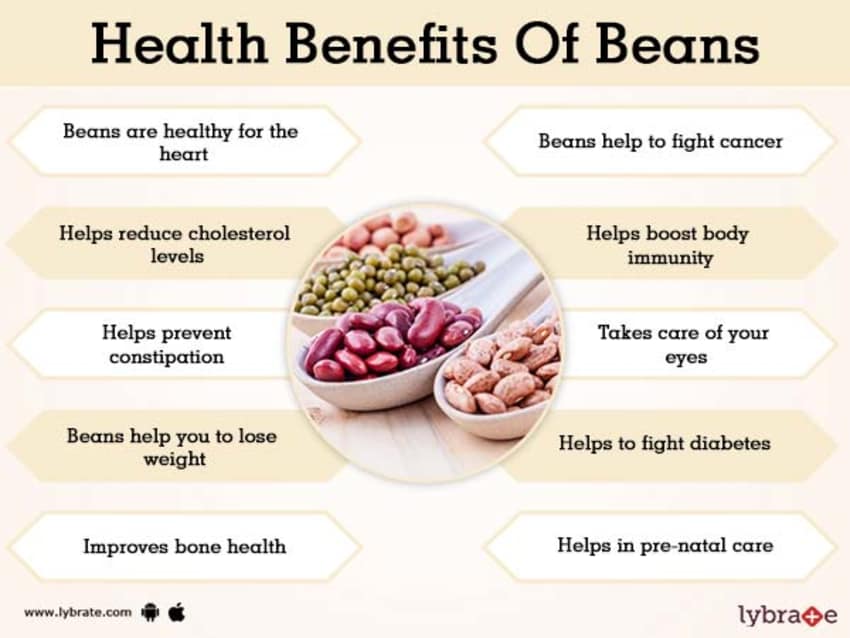 Health Benefits Of Beans
Beans are healthy for the
heart
Helps reduce cholesterol
levels
Helps prevent
constipation
Beans help you to lose
weight
Improves bone health
Beans help to fight cancer
Helps boost body
immunity
Takes care of your
eyes
Helps to fight diabetes
Helps in pre-natal care
www.lybrate.com
lybrate